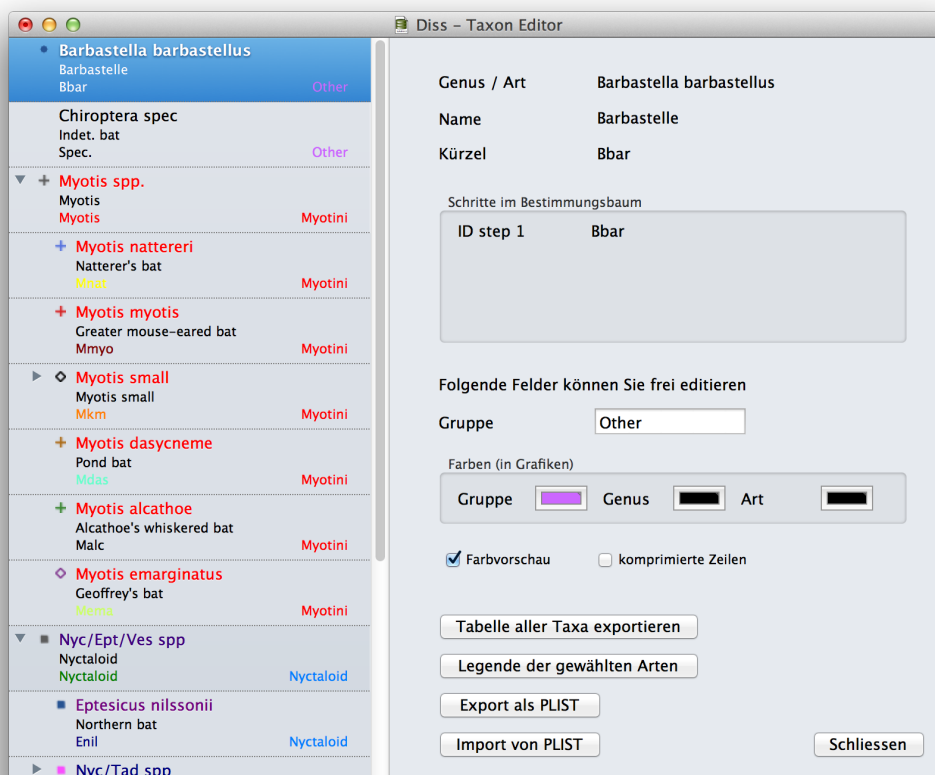 Diss – Taxon Editor
Barbastella barbastellus
Barbastelle
Bbar Other
Chiroptera spec
Indet. bat
Spec. Other
Myotis spp.
Myotis
Myotis Myotini
Myotis nattereri
Natterer's bat
Mnat Myotini
Myotis myotis
Greater mouse-eared bat
Mmyo Myotini
Myotis small
Myotis small
Mkm Myotini
Myotis dasycneme
Pond bat
Mdas Myotini
Myotis alcathoe
Alcathoe's whiskered bat
Malc Myotini
Myotis emarginatus
Geoffrey's bat
Myotini
Nyc/Ept/Ves spp
Nyctaloid
Nyctaloid Nyctaloid
Eptesicus nilssonii
Northern bat
Enil Nyctaloid
Nyc/Tad spp
Genus / Art Barbastella barbastellus
Name Barbastelle
Kürzel Bbar
Schritte im Bestimmungsbaum
ID step 1 Bbar
Folgende Felder können Sie frei editieren
Gruppe Other
Farben (in Grafiken)
Gruppe Genus Art
Farbvorschau komprimierte Zeilen
Tabelle aller Taxa exportieren
Legende der gewählten Arten
Export als PLIST
Import von PLIST Schliessen